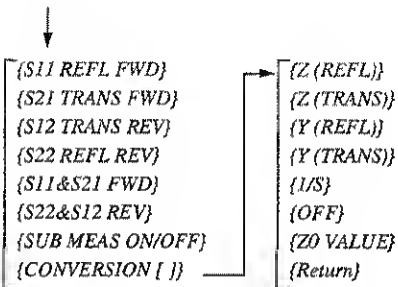 {S11 REFL FWD}
{S21 TRANS FWD}
{S12 TRANS REV}
{S22 REFL REV}
{S11&S21 FWD}
{S22&S12 REV}
{SUB MEAS ON/OFF}
{CONVERSION [ ]}
{Z (REFL)}
{Z (TRANS)}
{Y (REFL)}
{Y (TRANS)}
{1/S}
{OFF}
{Z0 VALUE}
{Return}